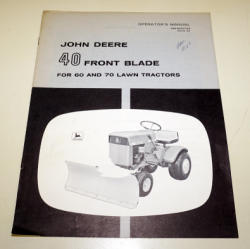 OPERATOR'S MANUAL
JOHN DEERE
40 FRONT BLADE
FOR 60 AND 70 LAWN TRACTORS